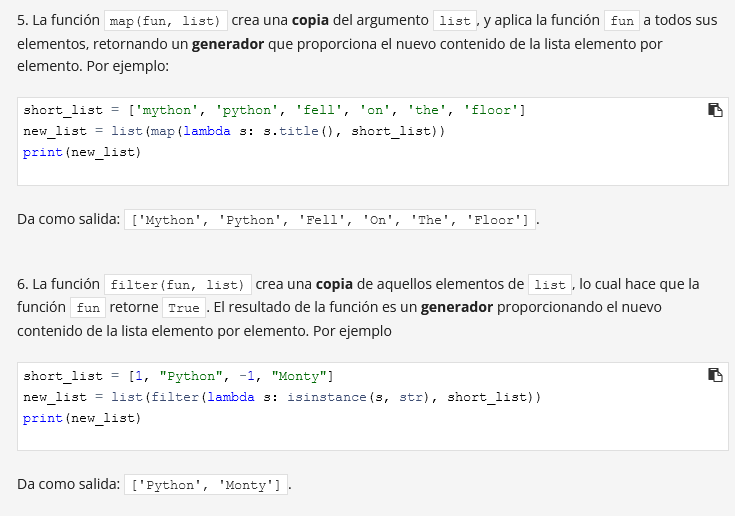 5. La función map(fun, list) crea una copia del argumento list, y aplica la función fun a todos sus
elementos, retornando un generador que proporciona el nuevo contenido de la lista elemento por
elemento. Por ejemplo:
short_list = ['mython', 'python', 'fell', 'on', 'the', 'floor']
new_list = list(map(lambda s: s.title(), short_list))
print(new_list)
Da como salida: ['Mython', 'Python', 'Fell', 'On', 'The', 'Floor'].
6. La función filter(fun, list) crea una copia de aquellos elementos de list, lo cual hace que la
función fun retorne True. El resultado de la función es un generador proporcionando el nuevo
contenido de la lista elemento por elemento. Por ejemplo
short_list = [1, "Python", -1, "Monty"]
new_list = list(filter(lambda s: isinstance(s, str), short_list))
print(new_list)
Da como salida: ['Python', 'Monty'].